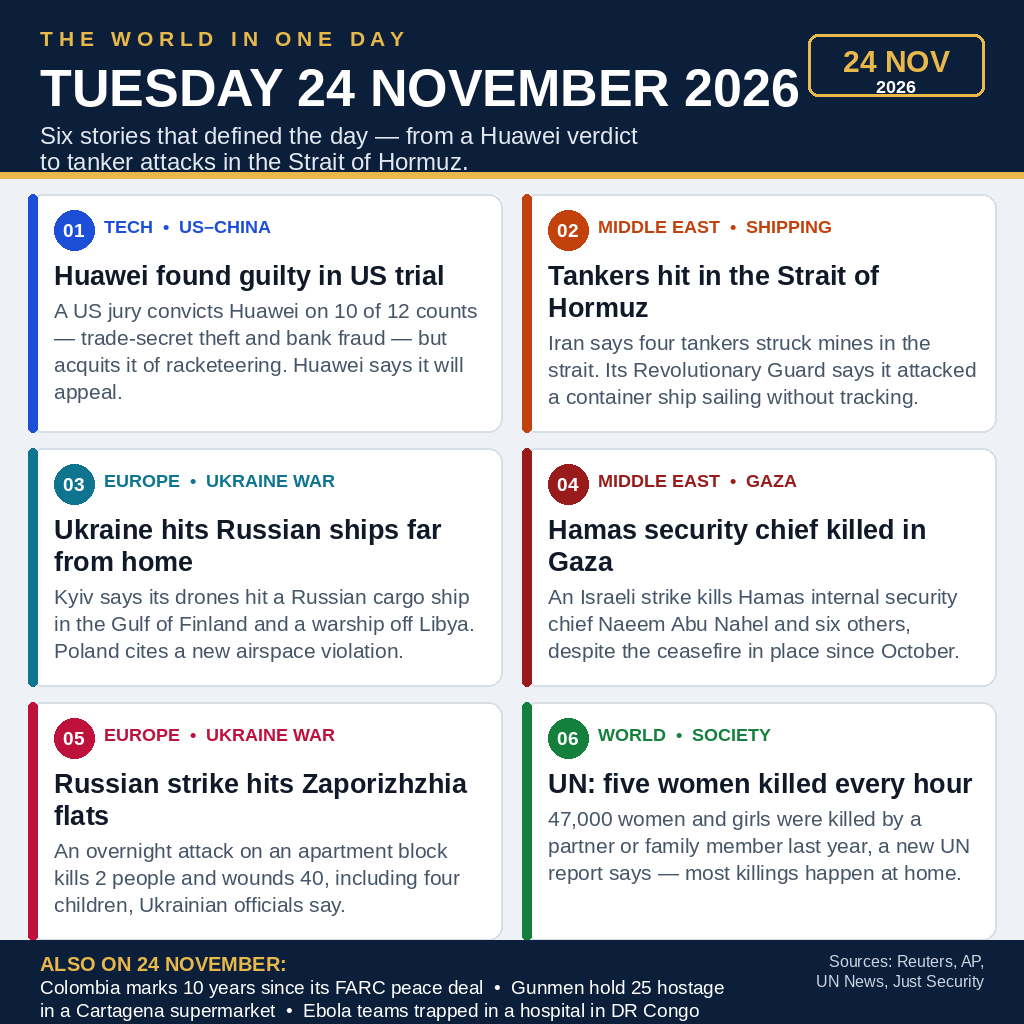 THE WORLD IN ONE DAY
TUESDAY 24 NOVEMBER 2026
24 NOV
2026
Six stories that defined the day — from a Huawei verdict
to tanker attacks in the Strait of Hormuz.
01
TECH • US–CHINA
Huawei found guilty in US trial
A US jury convicts Huawei on 10 of 12 counts
— trade-secret theft and bank fraud — but
acquits it of racketeering. Huawei says it will
appeal.
02
MIDDLE EAST • SHIPPING
Tankers hit in the Strait of
Hormuz
Iran says four tankers struck mines in the
strait. Its Revolutionary Guard says it attacked
a container ship sailing without tracking.
03
EUROPE • UKRAINE WAR
Ukraine hits Russian ships far
from home
Kyiv says its drones hit a Russian cargo ship
in the Gulf of Finland and a warship off Libya.
Poland cites a new airspace violation.
04
MIDDLE EAST • GAZA
Hamas security chief killed in
Gaza
An Israeli strike kills Hamas internal security
chief Naeem Abu Nahel and six others,
despite the ceasefire in place since October.
05
EUROPE • UKRAINE WAR
Russian strike hits Zaporizhzhia
flats
An overnight attack on an apartment block
kills 2 people and wounds 40, including four
children, Ukrainian officials say.
06
WORLD • SOCIETY
UN: five women killed every hour
47,000 women and girls were killed by a
partner or family member last year, a new UN
report says — most killings happen at home.
ALSO ON 24 NOVEMBER:
Colombia marks 10 years since its FARC peace deal • Gunmen hold 25 hostage
in a Cartagena supermarket • Ebola teams trapped in a hospital in DR Congo
Sources: Reuters, AP,
UN News, Just Security